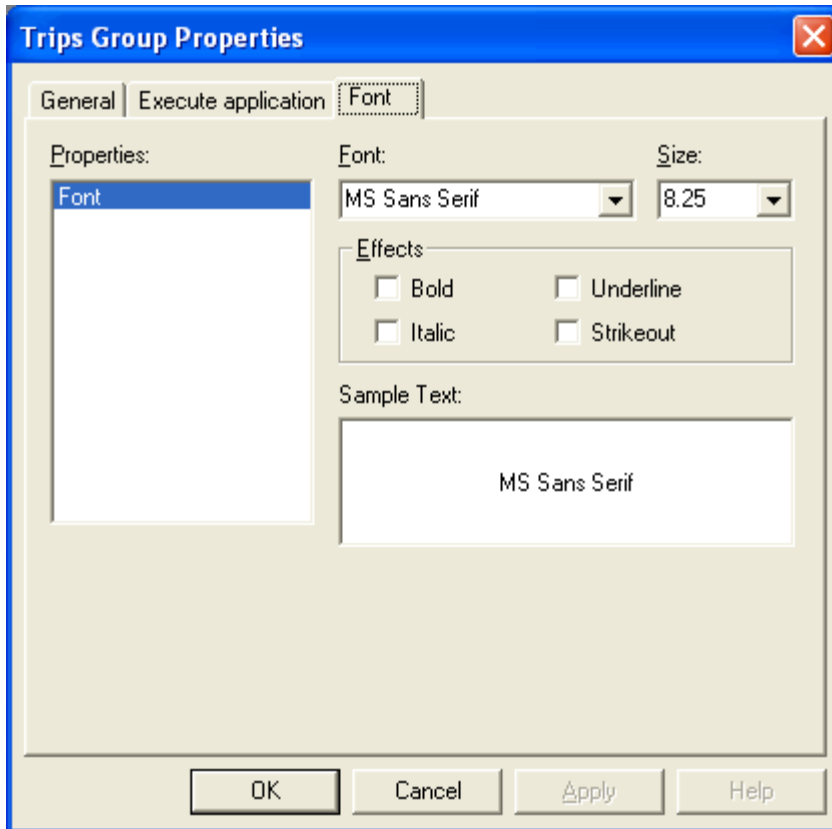 Trips Group Properties
General Execute application Font
Properties: Font: Size:
Font MS Sans Serif 8.25
Effects
Bold Underline
Italic Strikeout
Sample Text:
MS Sans Serif
OK Cancel Apply Help